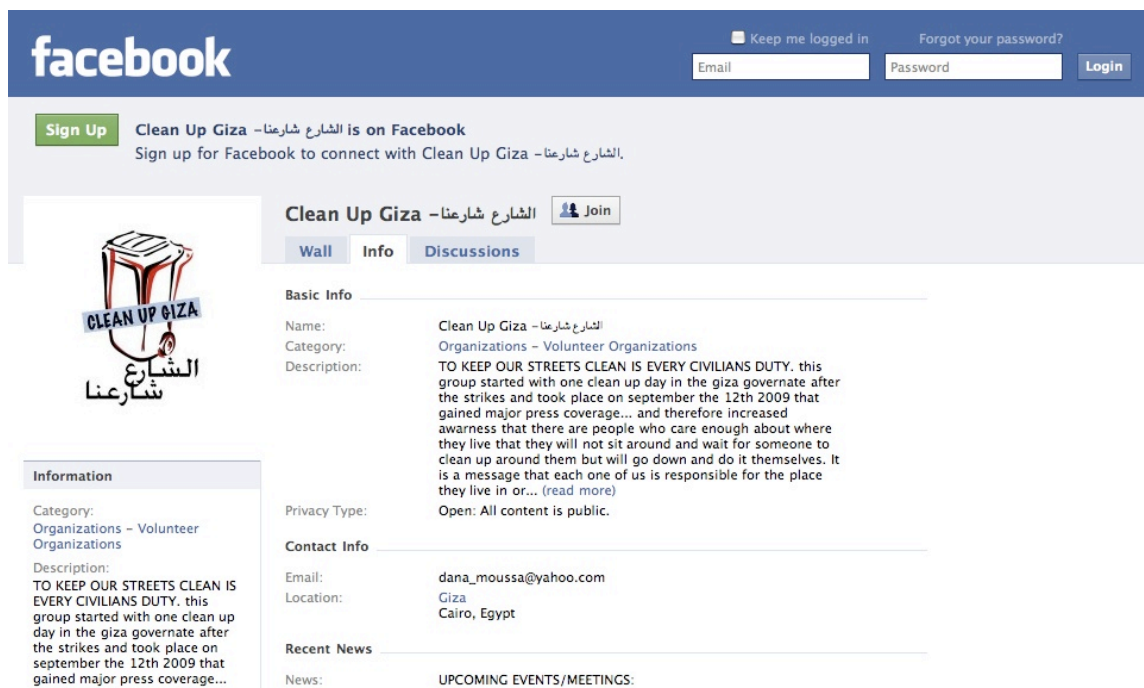 facebook
Keep me logged in
Forgot your password?
Email
Password
Login
Sign Up
Clean Up Giza -الشارع شارعنا is on Facebook
Sign up for Facebook to connect with Clean Up Giza -الشارع شارعنا.
Clean Up Giza -الشارع شارعنا
Join
Wall
Info
Discussions
CLEAN UP GIZA
الشارع
شارعنا
Basic Info
Name: Clean Up Giza -الشارع شارعنا
Category: Organizations - Volunteer Organizations
Description: TO KEEP OUR STREETS CLEAN IS EVERY CIVILIANS DUTY. this
group started with one clean up day in the giza governate after
the strikes and took place on september the 12th 2009 that
gained major press coverage... and therefore increased
awarness that there are people who care enough about where
they live that they will not sit around and wait for someone to
clean up around them but will go down and do it themselves. It
is a message that each one of us is responsible for the place
they live in or... (read more)
Privacy Type: Open: All content is public.
Contact Info
Email: dana_moussa@yahoo.com
Location: Giza
Cairo, Egypt
Recent News
News: UPCOMING EVENTS/MEETINGS:
Information
Category:
Organizations - Volunteer
Organizations
Description:
TO KEEP OUR STREETS CLEAN IS
EVERY CIVILIANS DUTY. this
group started with one clean up
day in the giza governate after
the strikes and took place on
september the 12th 2009 that
gained major press coverage...